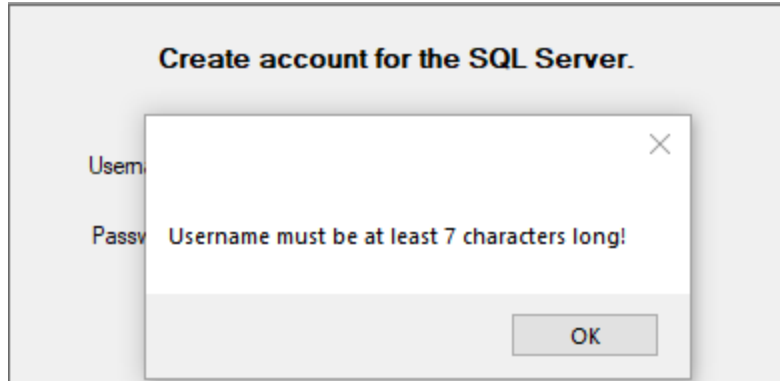 Create account for the SQL Server.
Username must be at least 7 characters long!
OK